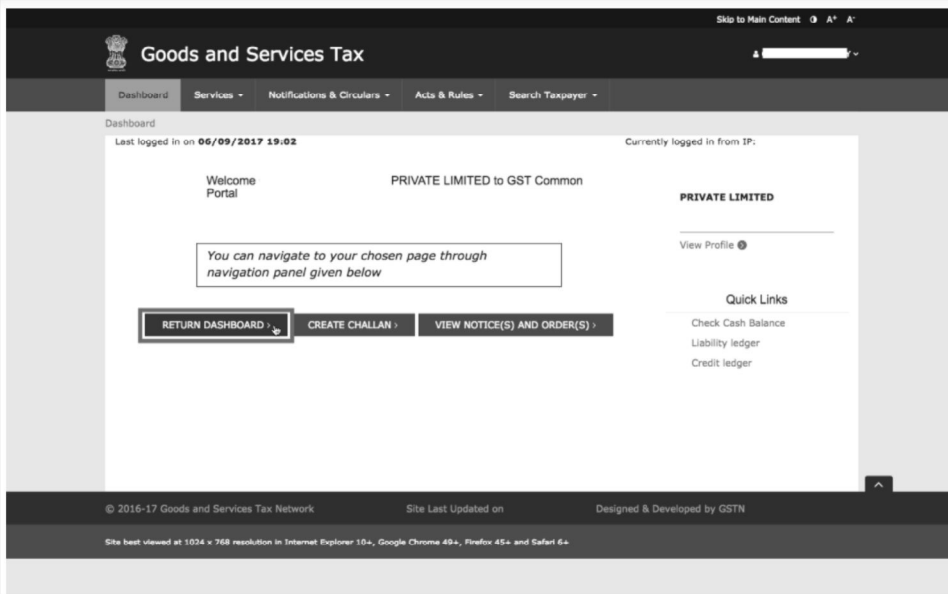 Skip to Main Content A+ A-
Goods and Services Tax
Dashboard Services Notifications & Circulars Acts & Rules Search Taxpayer
Dashboard
Last logged in on 06/09/2017 19:02 Currently logged in from IP:
Welcome PRIVATE LIMITED to GST Common
Portal
PRIVATE LIMITED
View Profile
You can navigate to your chosen page through
navigation panel given below
Quick Links
RETURN DASHBOARD > CREATE CHALLAN > VIEW NOTICE(S) AND ORDER(S) >
Check Cash Balance
Liability ledger
Credit ledger
© 2016-17 Goods and Services Tax Network Site Last Updated on Designed & Developed by GSTN
Site best viewed at 1024 x 768 resolution in Internet Explorer 10+, Google Chrome 49+, Firefox 45+ and Safari 6+